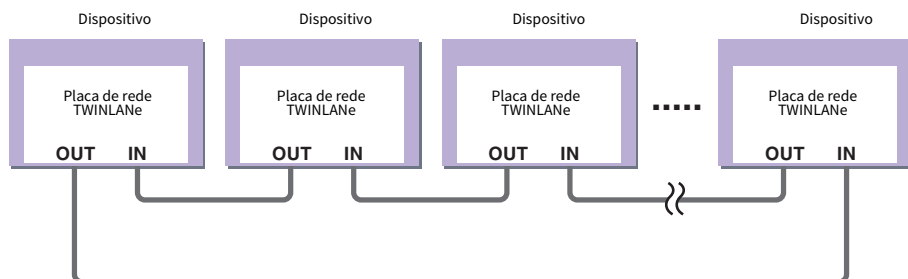 Dispositivo
Dispositivo
Dispositivo
Dispositivo
Placa de rede
TWINLANe
OUT IN
Placa de rede
TWINLANe
OUT IN
Placa de rede
TWINLANe
OUT IN
.....
Placa de rede
TWINLANe
OUT IN